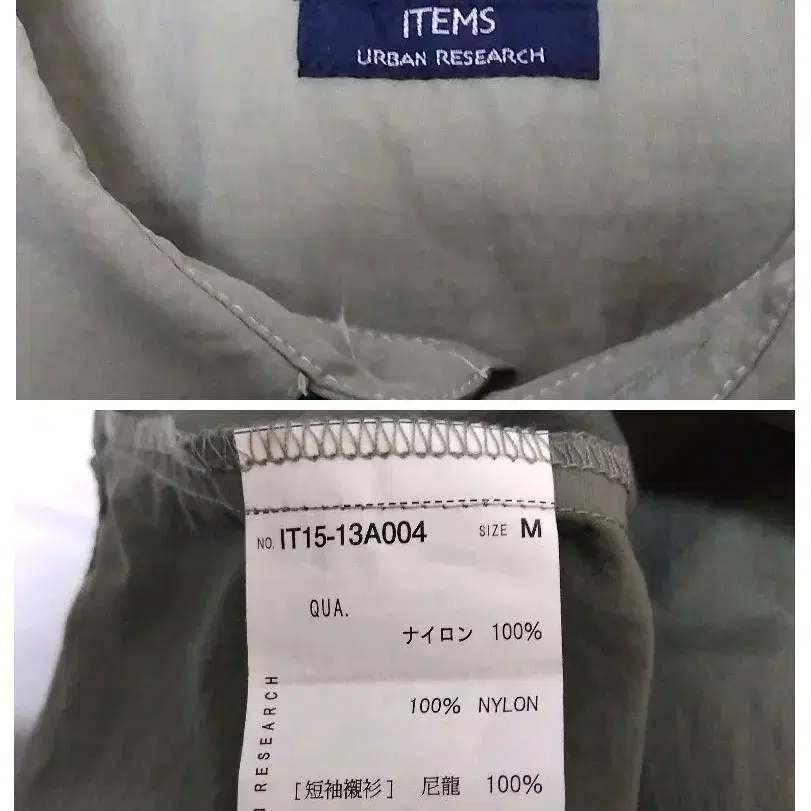 ITEMS
URBAN RESEARCH
NO. IT15-13A004 SIZE M
QUA.
ナイロン 100%
100% NYLON
RESEARCH
[短袖襯衫] 尼龍 100%